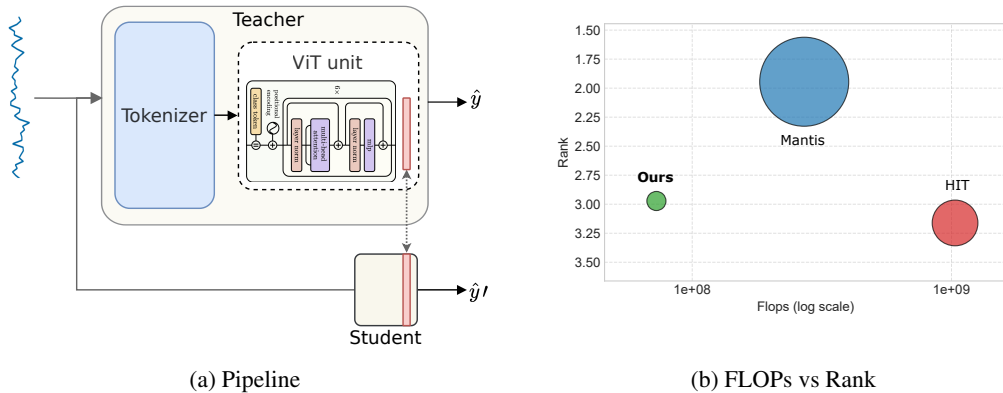 Teacher
Tokenizer
ViT unit
class token
positional
encoding
6×
layer norm
multi-head
attention
layer norm
mlp
ŷ
ŷ′
Student
(a) Pipeline
1.50
1.75
2.00
2.25
2.50
2.75
3.00
3.25
3.50
Rank
Mantis
Ours
HIT
1e+08
1e+09
Flops (log scale)
(b) FLOPs vs Rank